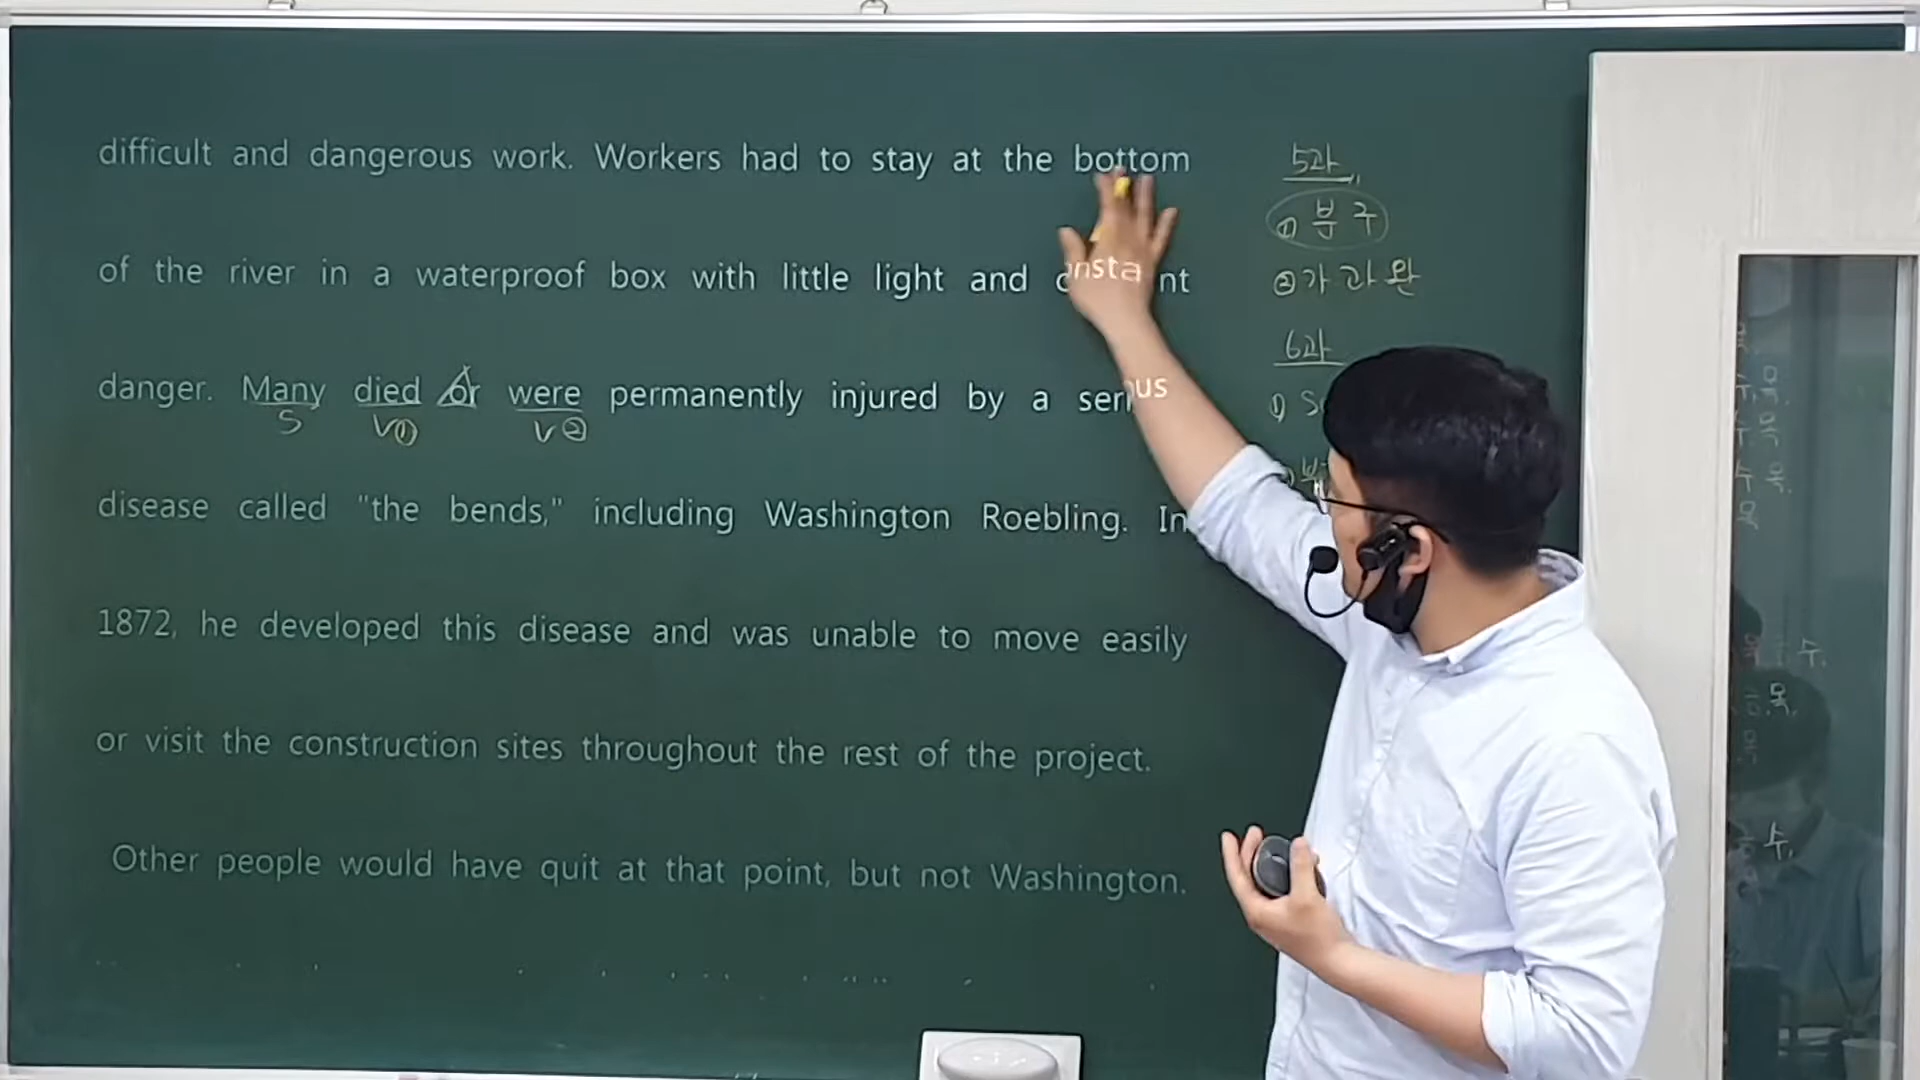 difficult and dangerous work. Workers had to stay at the bottom
of the river in a waterproof box with little light and constant
danger. Many died or were permanently injured by a serious
S V① V②
disease called "the bends," including Washington Roebling. In
1872, he developed this disease and was unable to move easily
or visit the construction sites throughout the rest of the project.
Other people would have quit at that point, but not Washington.
5과
① 분 구
② 가 과 완
6과
①